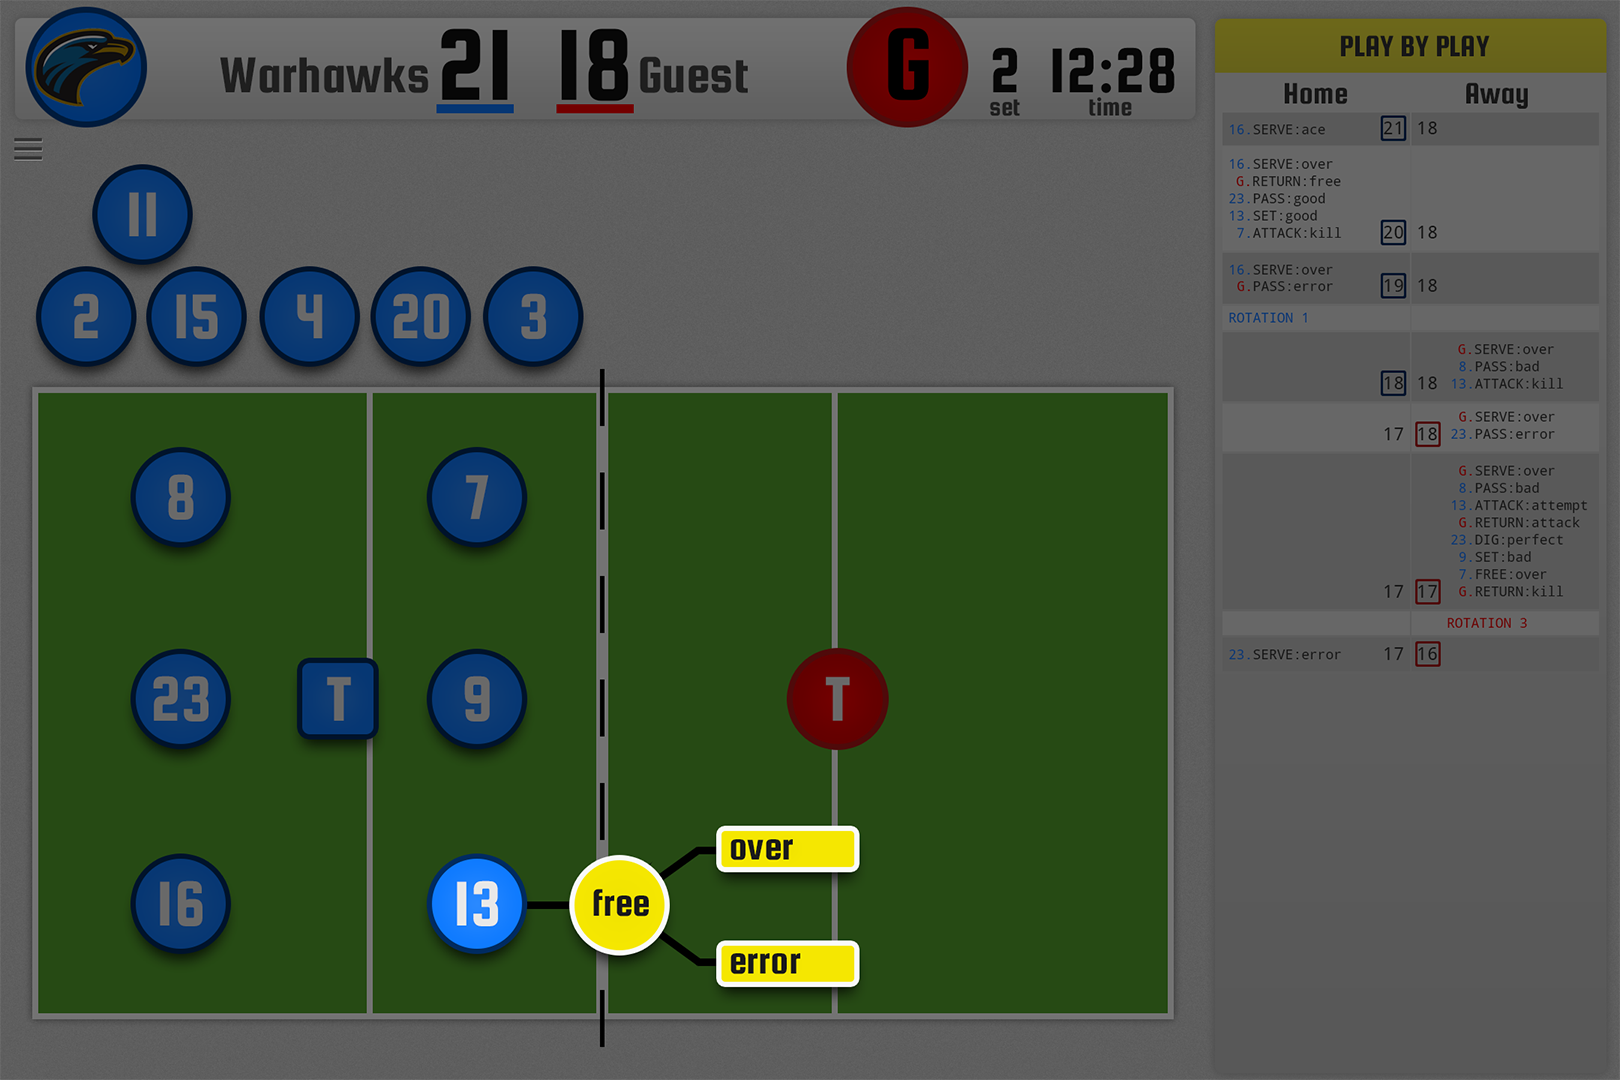 Warhawks 21 18 Guest
G
2
set
12:28
time
11
2 15 4 20 3
8 7
23 T 9 T
16 13 free
over
error
PLAY BY PLAY
Home Away
16.SERVE:ace 21 18
16.SERVE:over
G.RETURN:free
23.PASS:good
13.SET:good
7.ATTACK:kill 20 18
16.SERVE:over
G.PASS:error 19 18
ROTATION 1
G.SERVE:over
8.PASS:bad
18 18 13.ATTACK:kill
G.SERVE:over
17 18 23.PASS:error
G.SERVE:over
8.PASS:bad
13.ATTACK:attempt
G.RETURN:attack
23.DIG:perfect
9.SET:bad
7.FREE:over
17 17 G.RETURN:kill
ROTATION 3
23.SERVE:error 17 16